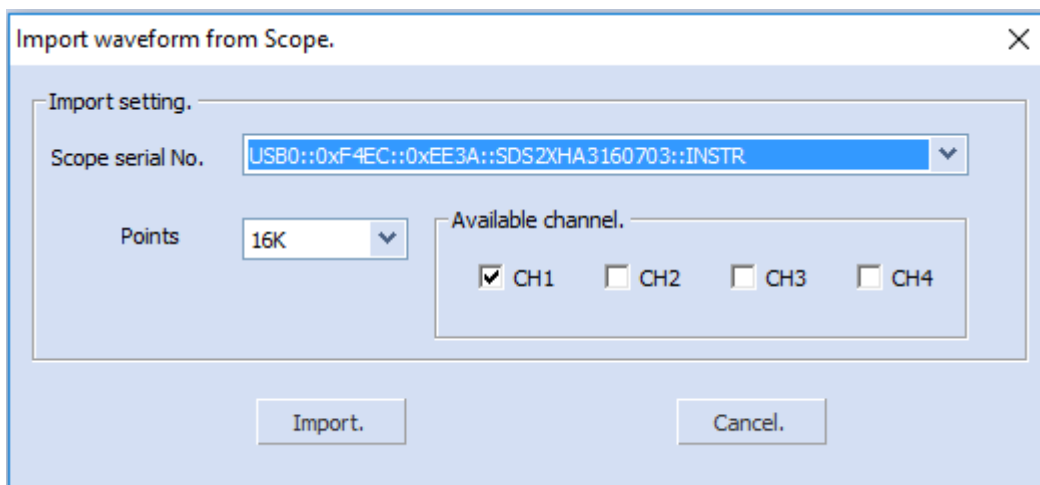 Import waveform from Scope.
Import setting.
Scope serial No. USB0::0xF4EC::0xEE3A::SDS2XHA3160703::INSTR
Points 16K
Available channel.
CH1 CH2 CH3 CH4
Import. Cancel.